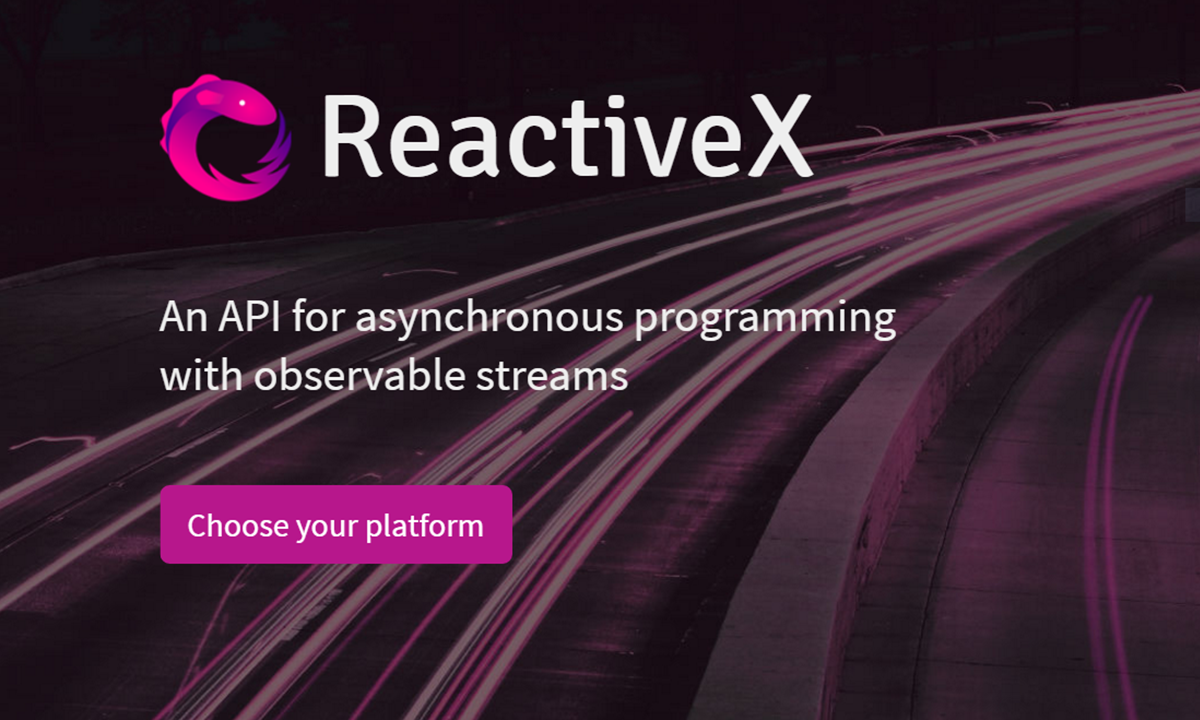 ReactiveX
An API for asynchronous programming
with observable streams
Choose your platform